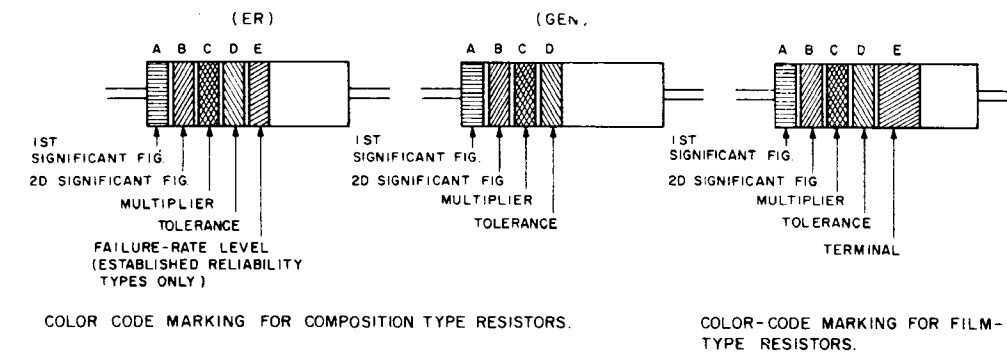 (ER)
A B C D E
1ST
SIGNIFICANT FIG.
2D SIGNIFICANT FIG.
MULTIPLIER
TOLERANCE
FAILURE-RATE LEVEL
(ESTABLISHED RELIABILITY
TYPES ONLY)
(GEN,
A B C D
1ST
SIGNIFICANT FIG.
2D SIGNIFICANT FIG
MULTIPLIER
TOLERANCE
COLOR CODE MARKING FOR COMPOSITION TYPE RESISTORS.
A B C D E
1ST
SIGNIFICANT FIG.
2D SIGNIFICANT FIG.
MULTIPLIER
TOLERANCE
TERMINAL
COLOR-CODE MARKING FOR FILM-
TYPE RESISTORS.